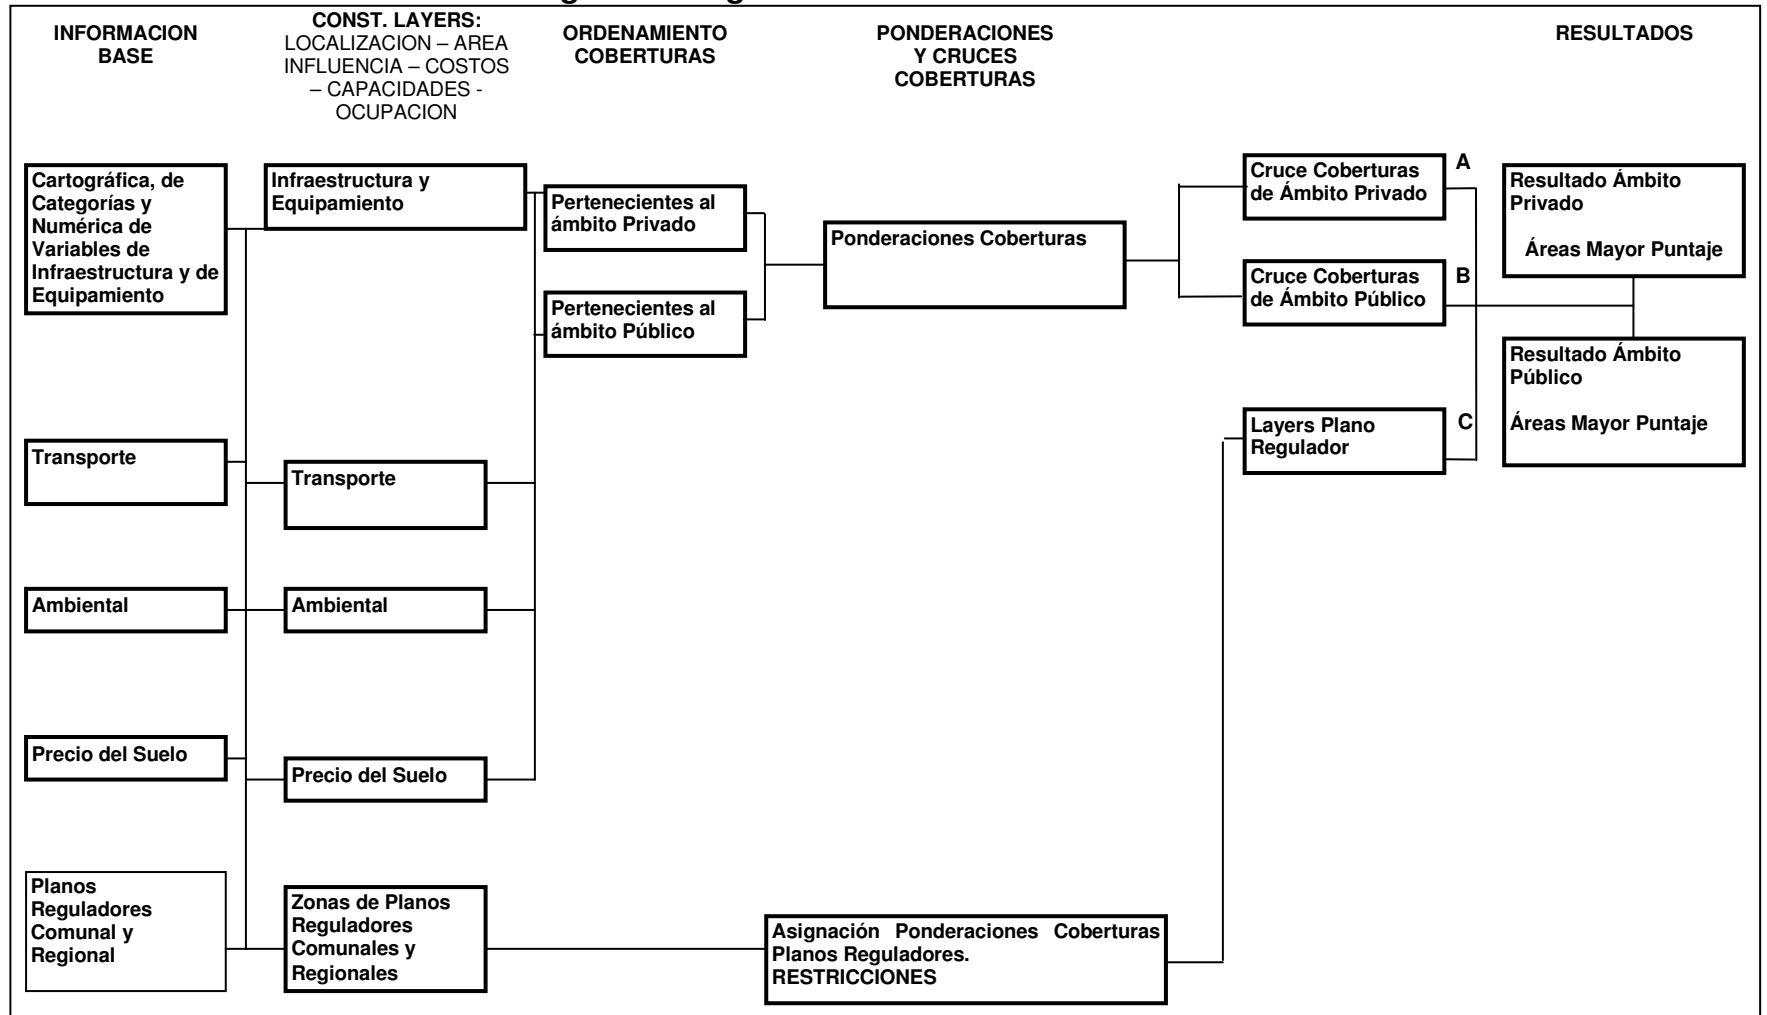 INFORMACION
BASE
CONST. LAYERS:
LOCALIZACION – AREA
INFLUENCIA – COSTOS
– CAPACIDADES -
OCUPACION
ORDENAMIENTO
COBERTURAS
PONDERACIONES
Y CRUCES
COBERTURAS
RESULTADOS
Cartográfica, de
Categorías y
Numérica de
Variables de
Infraestructura y de
Equipamiento
Infraestructura y
Equipamiento
Pertenecientes al
ámbito Privado
Pertenecientes al
ámbito Público
Ponderaciones Coberturas
Cruce Coberturas
de Ámbito Privado
A
Cruce Coberturas
de Ámbito Público
B
Resultado Ámbito
Privado
Áreas Mayor Puntaje
Resultado Ámbito
Público
Áreas Mayor Puntaje
Layers Plano
Regulador
C
Transporte
Transporte
Ambiental
Ambiental
Precio del Suelo
Precio del Suelo
Planos
Reguladores
Comunal y
Regional
Zonas de Planos
Reguladores
Comunales y
Regionales
Asignación Ponderaciones Coberturas
Planos Reguladores.
RESTRICCIONES